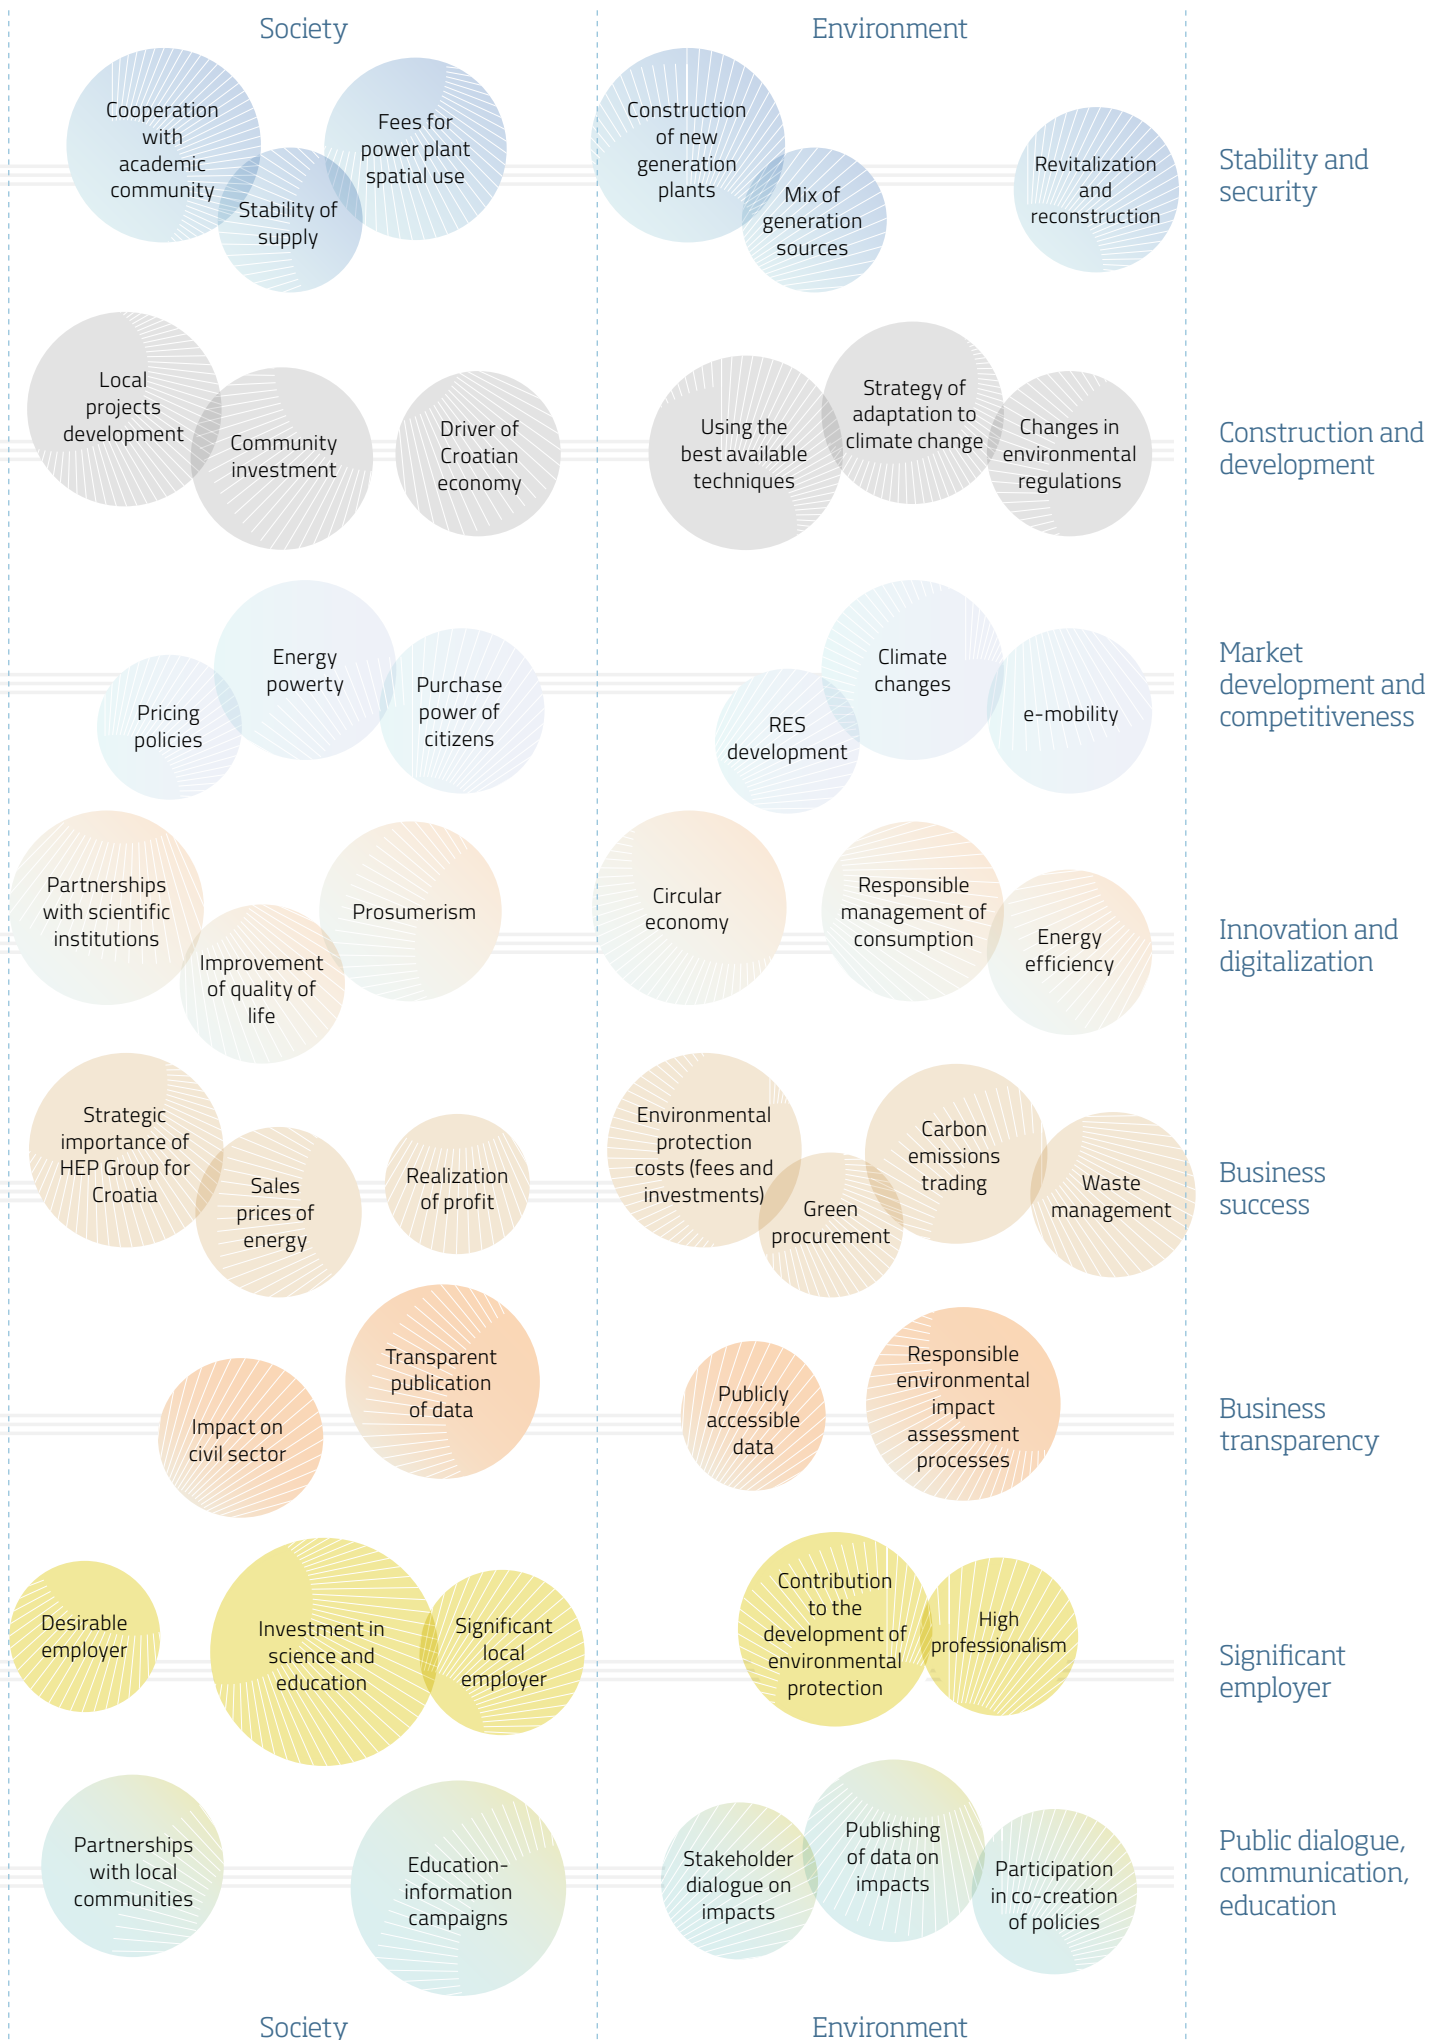 Society
Environment
Cooperation
with
academic
community
Stability of
supply
Fees for
power plant
spatial use
Construction
of new
generation
plants
Mix of
generation
sources
Revitalization
and
reconstruction
Stability and
security
Local
projects
development
Community
investment
Driver of
Croatian
economy
Using the
best available
techniques
Strategy of
adaptation to
climate change
Changes in
environmental
regulations
Construction and
development
Pricing
policies
Energy
powerty
Purchase
power of
citizens
RES
development
Climate
changes
e-mobility
Market
development and
competitiveness
Partnerships
with scientific
institutions
Improvement
of quality of
life
Prosumerism
Circular
economy
Responsible
management of
consumption
Energy
efficiency
Innovation and
digitalization
Strategic
importance of
HEP Group for
Croatia
Sales
prices of
energy
Realization
of profit
Environmental
protection
costs (fees and
investments)
Green
procurement
Carbon
emissions
trading
Waste
management
Business
success
Impact on
civil sector
Transparent
publication
of data
Publicly
accessible
data
Responsible
environmental
impact
assessment
processes
Business
transparency
Desirable
employer
Investment in
science and
education
Significant
local
employer
Contribution
to the
development of
environmental
protection
High
professionalism
Significant
employer
Partnerships
with local
communities
Education-
information
campaigns
Stakeholder
dialogue on
impacts
Publishing
of data on
impacts
Participation
in co-creation
of policies
Public dialogue,
communication,
education
Society
Environment